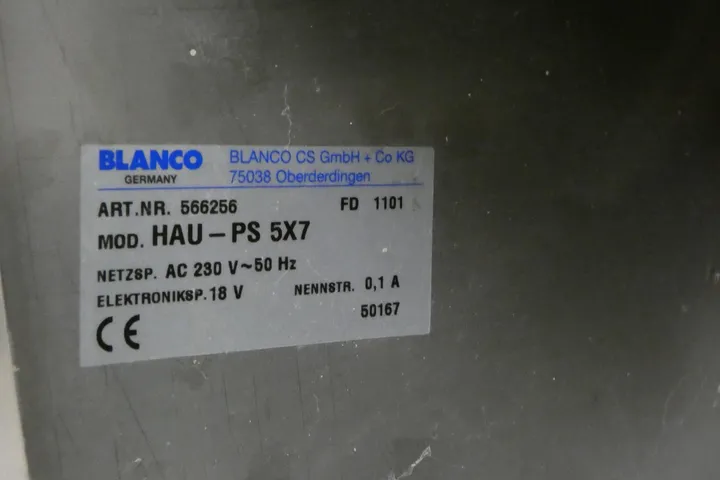 BLANCO BLANCO CS GmbH + Co KG
GERMANY 75038 Oberderdingen
ART.NR. 566256 FD 1101
MOD. HAU-PS 5X7
NETZSP. AC 230 V~50 Hz
ELEKTRONIKSP. 18 V NENNSTR. 0,1 A
50167
CE